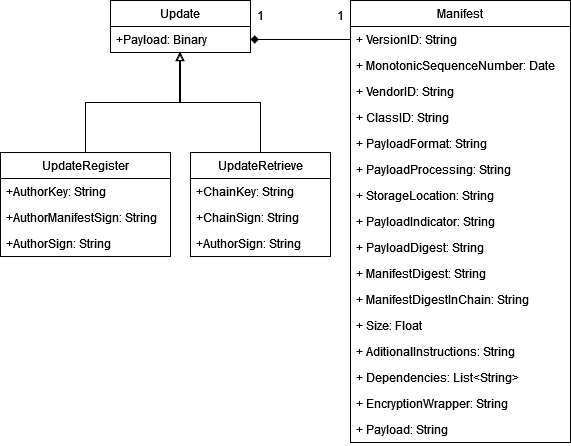 Update
+Payload: Binary
1
1
Manifest
+ VersionID: String
+ MonotonicSequenceNumber: Date
+ VendorID: String
+ ClassID: String
+ PayloadFormat: String
+ PayloadProcessing: String
+ StorageLocation: String
+ PayloadIndicator: String
+ PayloadDigest: String
+ ManifestDigest: String
+ ManifestDigestInChain: String
+ Size: Float
+ AditionalInstructions: String
+ Dependencies: List<String>
+ EncryptionWrapper: String
+ Payload: String
UpdateRegister
+AuthorKey: String
+AuthorManifestSign: String
+AuthorSign: String
UpdateRetrieve
+ChainKey: String
+ChainSign: String
+AuthorSign: String